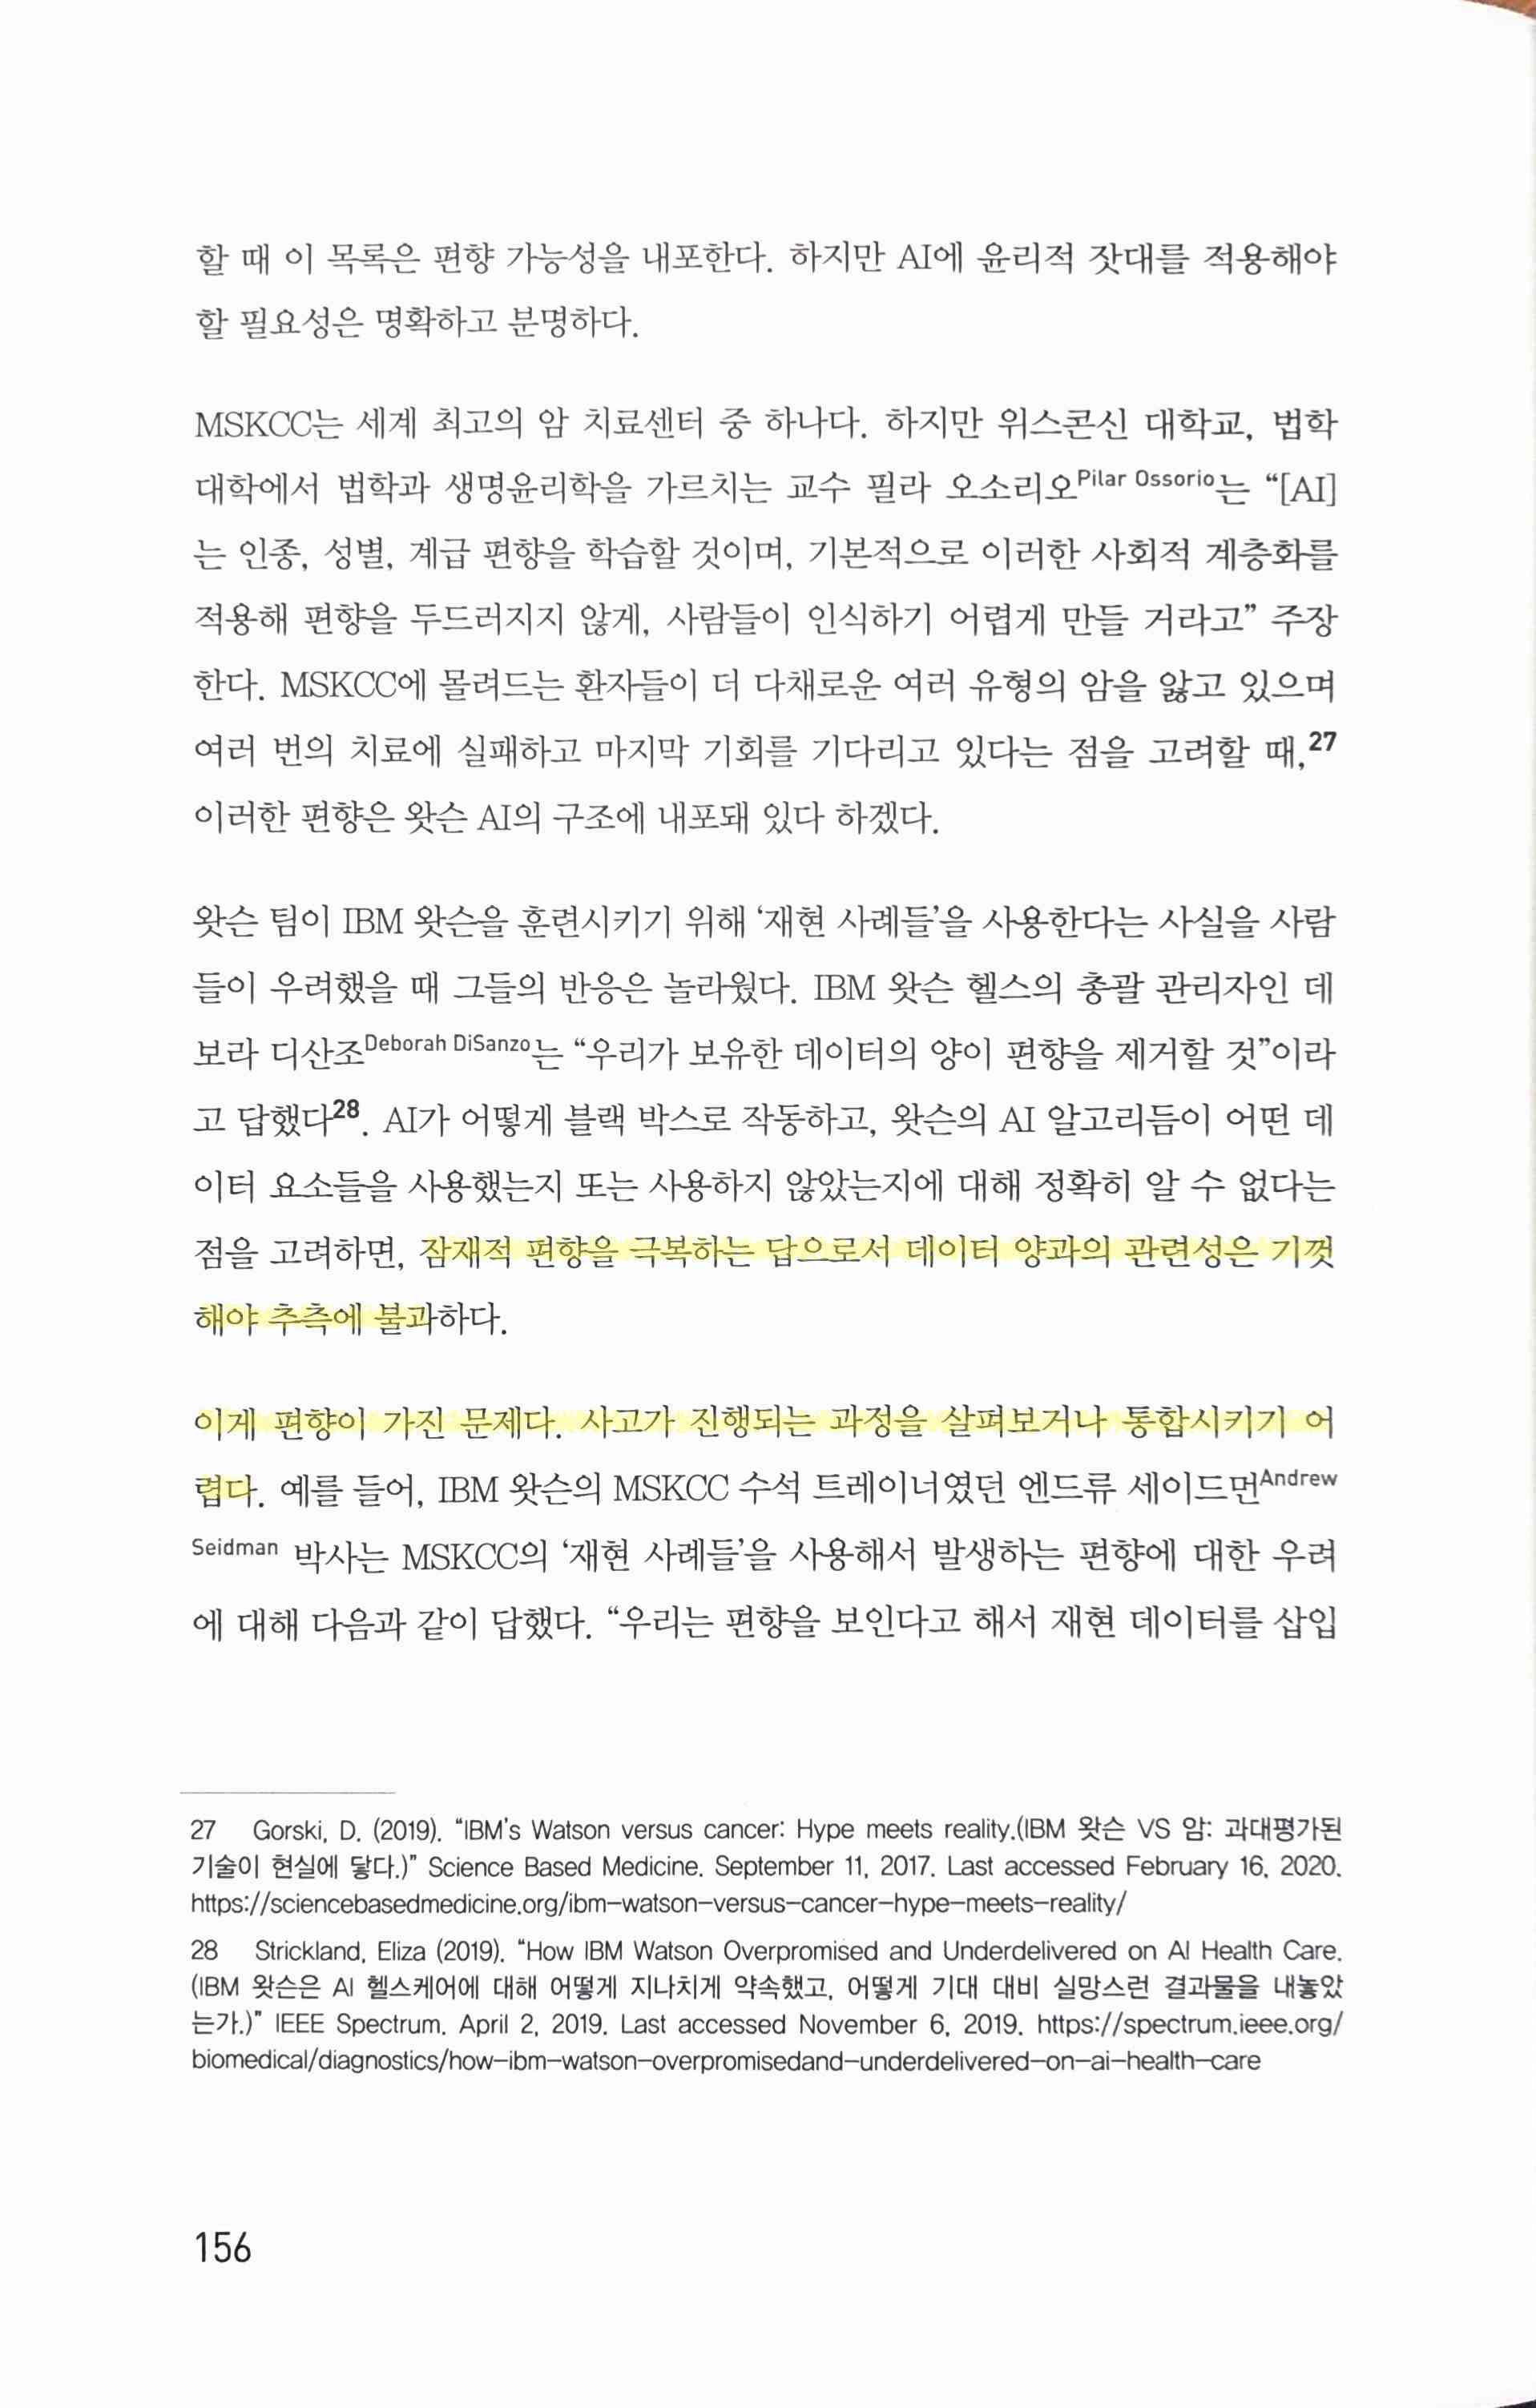 할 때 이 목록은 편향 가능성을 내포한다. 하지만 AI에 윤리적 잣대를 적용해야
할 필요성은 명확하고 분명하다.
MSKCC는 세계 최고의 암 치료센터 중 하나다. 하지만 위스콘신 대학교, 법학
대학에서 법학과 생명윤리학을 가르치는 교수 필라 오소리오Pilar Ossorio는 “[AI]
는 인종, 성별, 계급 편향을 학습할 것이며, 기본적으로 이러한 사회적 계층화를
적용해 편향을 두드러지지 않게, 사람들이 인식하기 어렵게 만들 거라고” 주장
한다. MSKCC에 몰려드는 환자들이 더 다채로운 여러 유형의 암을 앓고 있으며
여러 번의 치료에 실패하고 마지막 기회를 기다리고 있다는 점을 고려할 때,27
이러한 편향은 왓슨 AI의 구조에 내포돼 있다 하겠다.
왓슨 팀이 IBM 왓슨을 훈련시키기 위해 ‘재현 사례들’을 사용한다는 사실을 사람
들이 우려했을 때 그들의 반응은 놀라웠다. IBM 왓슨 헬스의 총괄 관리자인 데
보라 디산조Deborah DiSanzo는 “우리가 보유한 데이터의 양이 편향을 제거할 것”이라
고 답했다28. AI가 어떻게 블랙 박스로 작동하고, 왓슨의 AI 알고리듬이 어떤 데
이터 요소들을 사용했는지 또는 사용하지 않았는지에 대해 정확히 알 수 없다는
점을 고려하면, 잠재적 편향을 극복하는 답으로서 데이터 양과의 관련성은 기껏
해야 추측에 불과하다.
이게 편향이 가진 문제다. 사고가 진행되는 과정을 살펴보거나 통합시키기 어
렵다. 예를 들어, IBM 왓슨의 MSKCC 수석 트레이너였던 엔드류 세이드먼Andrew
Seidman 박사는 MSKCC의 ‘재현 사례들’을 사용해서 발생하는 편향에 대한 우려
에 대해 다음과 같이 답했다. “우리는 편향을 보인다고 해서 재현 데이터를 삽입
27 Gorski, D. (2019). “IBM's Watson versus cancer: Hype meets reality.(IBM 왓슨 VS 암: 과대평가된
기술이 현실에 닿다.)” Science Based Medicine. September 11, 2017. Last accessed February 16, 2020.
https://sciencebasedmedicine.org/ibm-watson-versus-cancer-hype-meets-reality/
28 Strickland, Eliza (2019). “How IBM Watson Overpromised and Underdelivered on AI Health Care.
(IBM 왓슨은 AI 헬스케어에 대해 어떻게 지나치게 약속했고, 어떻게 기대 대비 실망스런 결과물을 내놓았
는가.)” IEEE Spectrum. April 2, 2019. Last accessed November 6, 2019. https://spectrum.ieee.org/
biomedical/diagnostics/how-ibm-watson-overpromisedand-underdelivered-on-ai-health-care
156